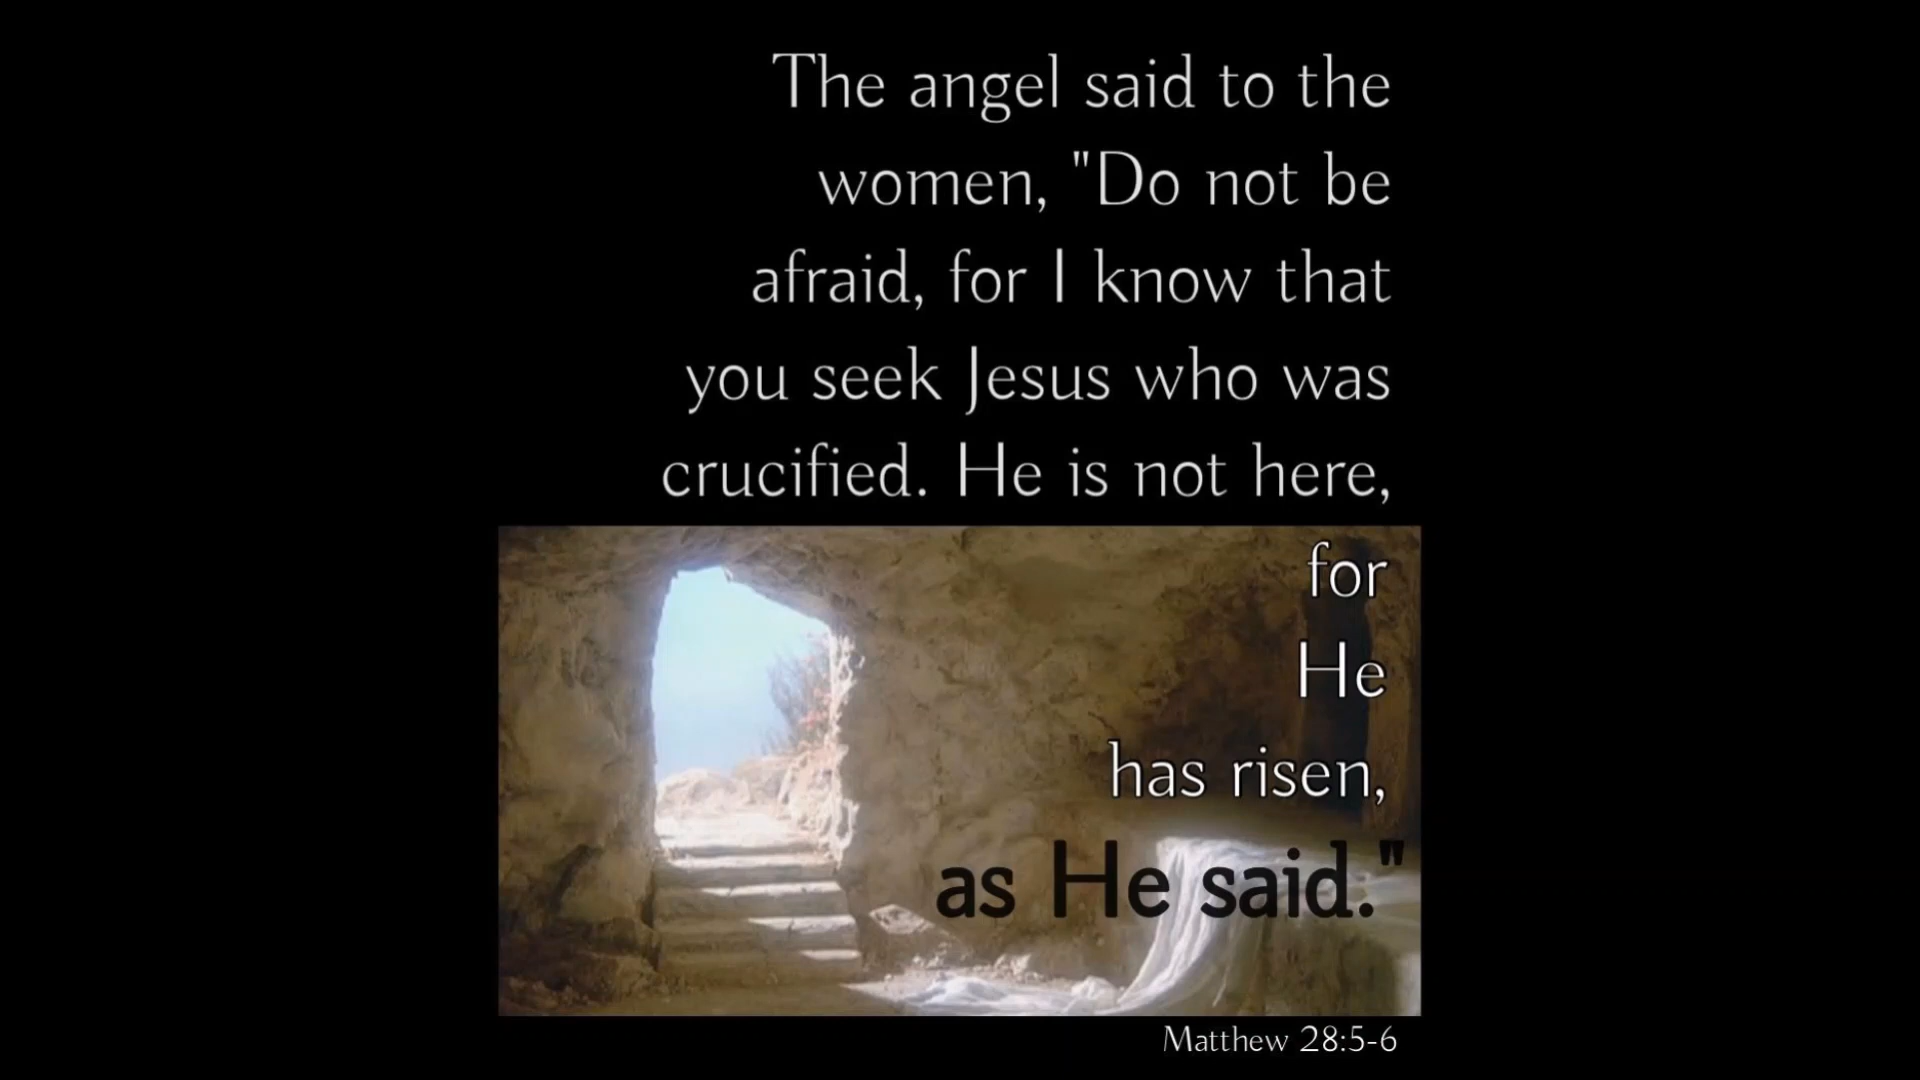 The angel said to the
women, "Do not be
afraid, for I know that
you seek Jesus who was
crucified. He is not here,
for
He
has risen,
as He said."
Matthew 28:5-6